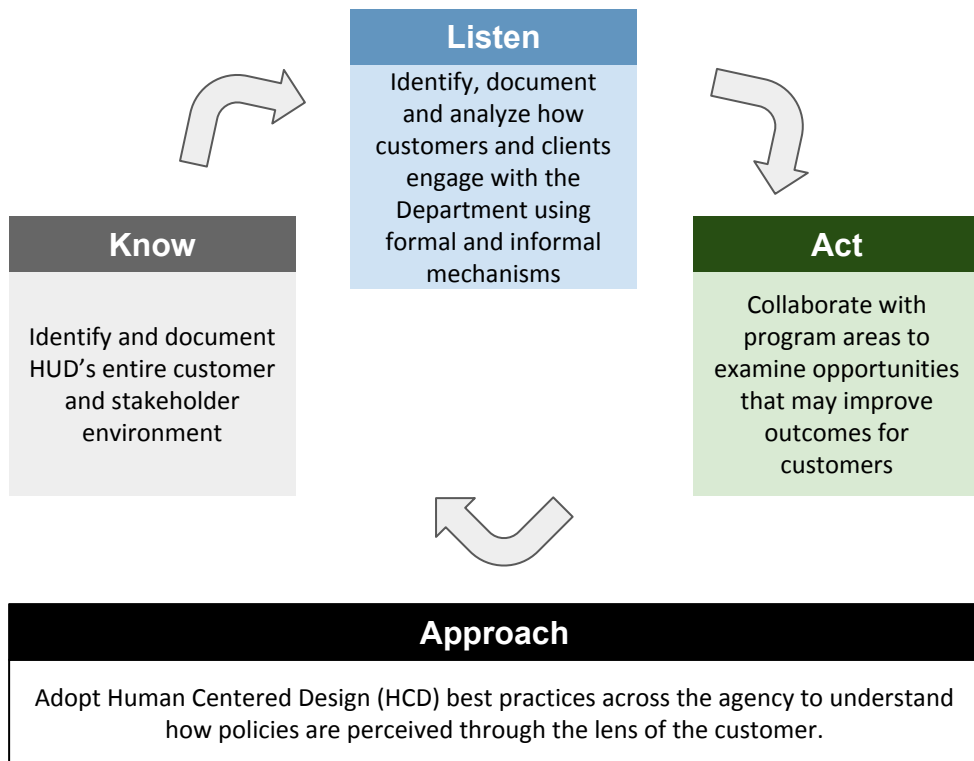 Listen
Identify, document
and analyze how
customers and clients
engage with the
Department using
formal and informal
mechanisms
Know
Identify and document
HUD’s entire customer
and stakeholder
environment
Act
Collaborate with
program areas to
examine opportunities
that may improve
outcomes for
customers
Approach
Adopt Human Centered Design (HCD) best practices across the agency to understand
how policies are perceived through the lens of the customer.